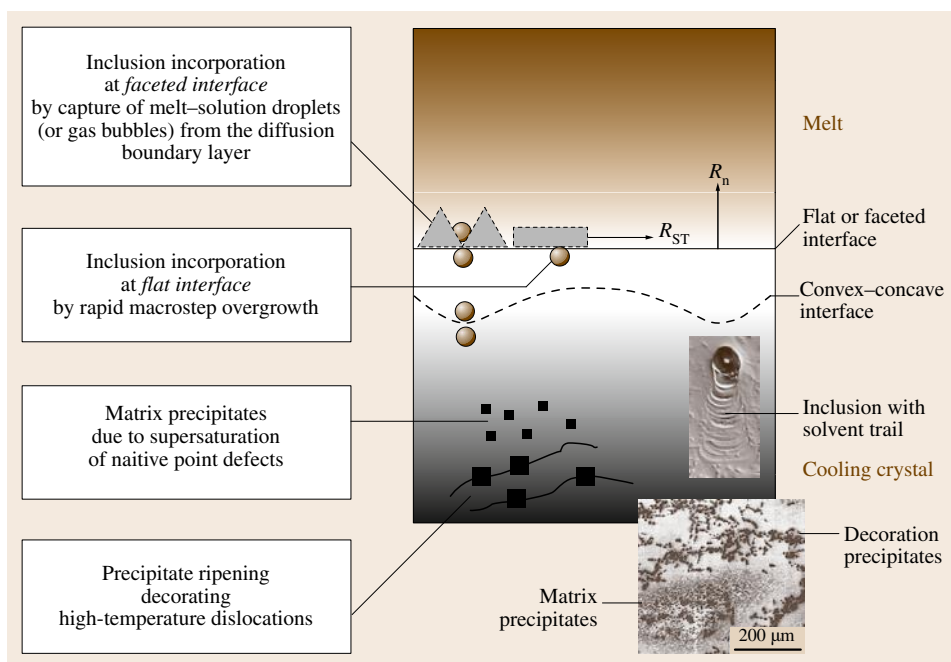 Inclusion incorporation
at faceted interface
by capture of melt–solution droplets
(or gas bubbles) from the diffusion
boundary layer
Inclusion incorporation
at flat interface
by rapid macrostep overgrowth
Matrix precipitates
due to supersaturation
of naitive point defects
Precipitate ripening
decorating
high-temperature dislocations
Melt
Rn
RST
Flat or faceted
interface
Convex–concave
interface
Inclusion with
solvent trail
Cooling crystal
Decoration
precipitates
Matrix
precipitates
200 μm